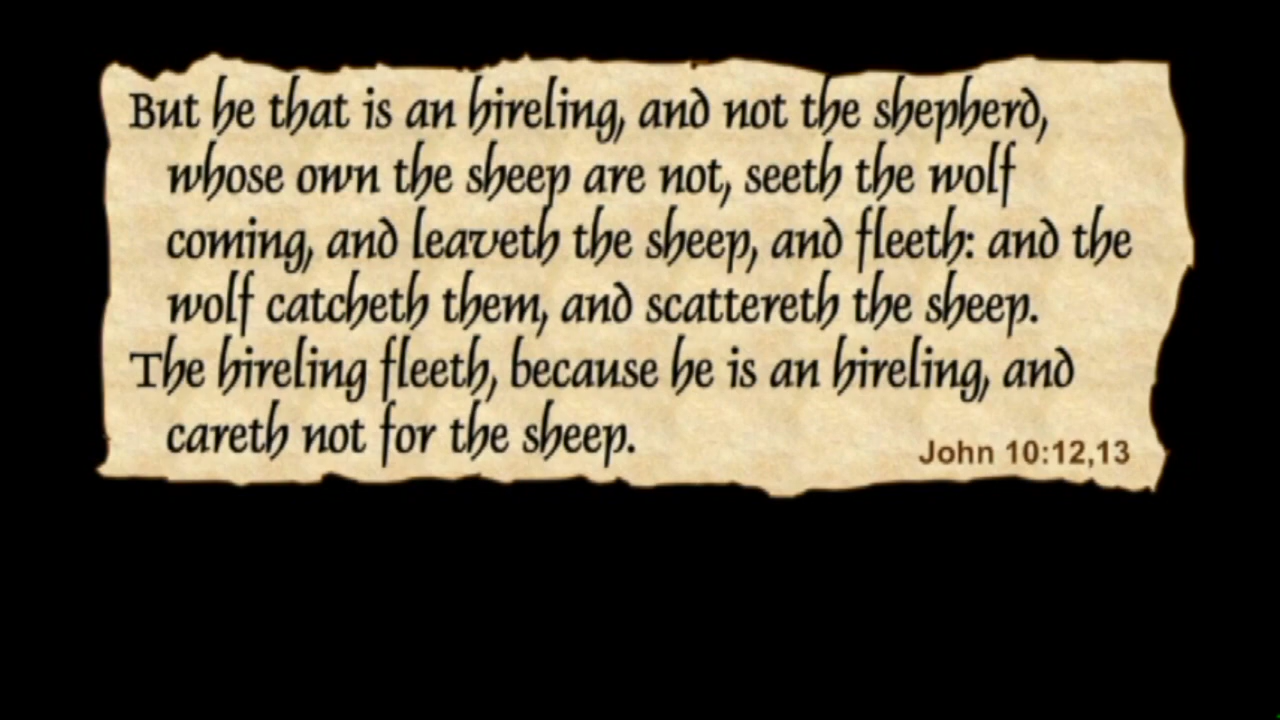 But he that is an hireling, and not the shepherd,
whose own the sheep are not, seeth the wolf
coming, and leaveth the sheep, and fleeth: and the
wolf catcheth them, and scattereth the sheep.
The hireling fleeth, because he is an hireling, and
careth not for the sheep.
John 10:12,13